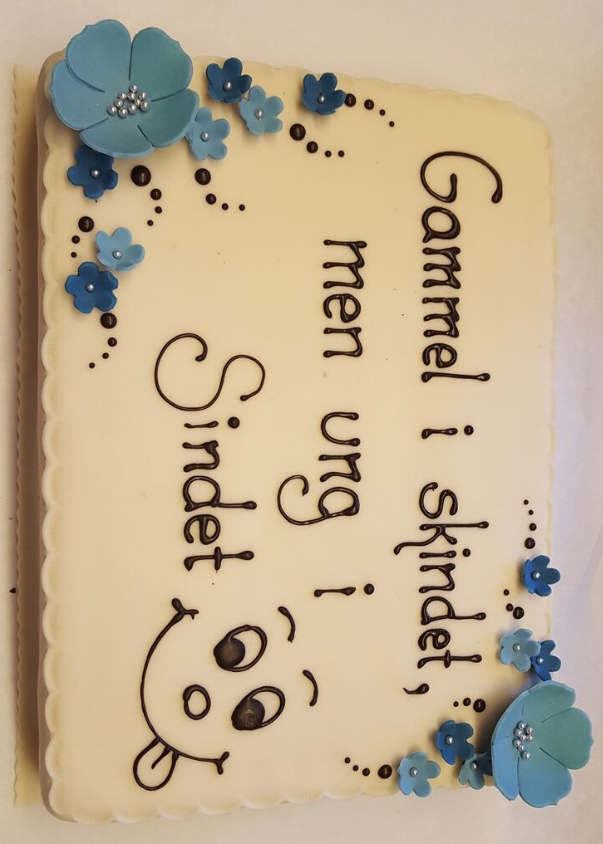 Gammel i skindet,
men ung i
Sindet